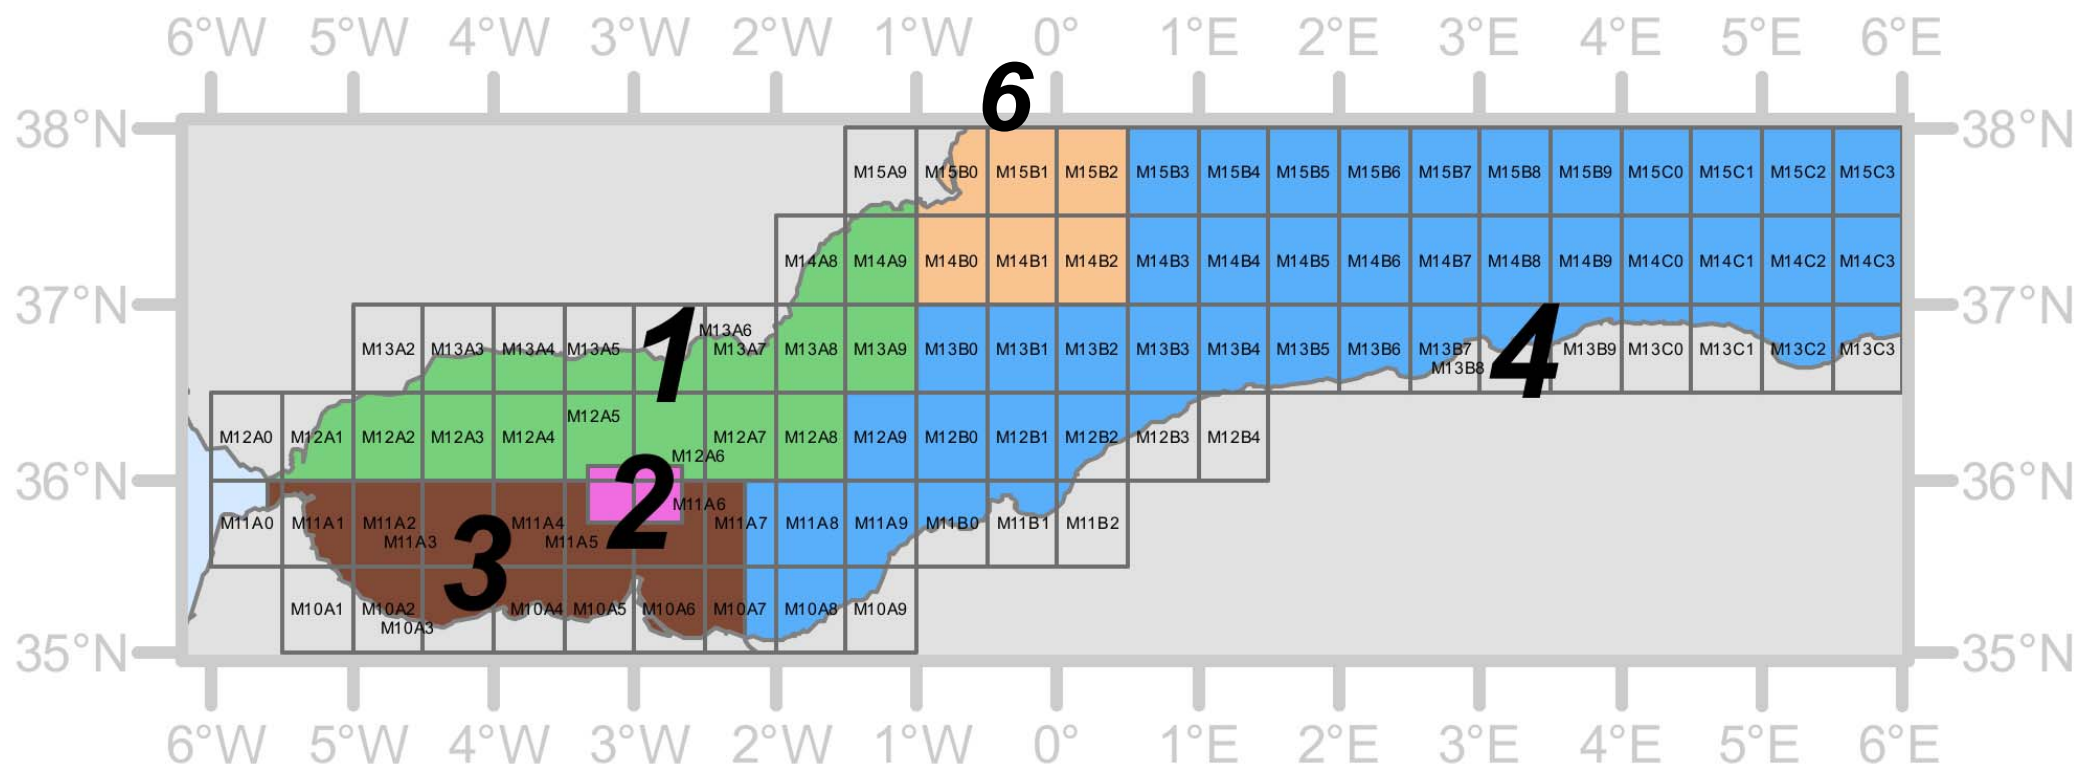 6°W 5°W 4°W 3°W 2°W 1°W 0° 1°E 2°E 3°E 4°E 5°E 6°E
6
38°N 38°N
M15A9 M15B0 M15B1 M15B2 M15B3 M15B4 M15B5 M15B6 M15B7 M15B8 M15B9 M15C0 M15C1 M15C2 M15C3
M14A8 M14A9 M14B0 M14B1 M14B2 M14B3 M14B4 M14B5 M14B6 M14B7 M14B8 M14B9 M14C0 M14C1 M14C2 M14C3
37°N 37°N
1 4
M13A6
M13A2 M13A3 M13A4 M13A5 M13A7 M13A8 M13A9 M13B0 M13B1 M13B2 M13B3 M13B4 M13B5 M13B6 M13B7 M13B9 M13C0 M13C1 M13C2 M13C3
M13B8
M12A5
M12A0 M12A1 M12A2 M12A3 M12A4 M12A7 M12A8 M12A9 M12B0 M12B1 M12B2 M12B3 M12B4
M12A6
36°N 36°N
2
M11A6
M11A0 M11A1 M11A2 M11A4 M11A7 M11A8 M11A9 M11B0 M11B1 M11B2
M11A3 M11A5
3
M10A1 M10A2 M10A4 M10A5 M10A6 M10A7 M10A8 M10A9
M10A3
35°N 35°N
6°W 5°W 4°W 3°W 2°W 1°W 0° 1°E 2°E 3°E 4°E 5°E 6°E